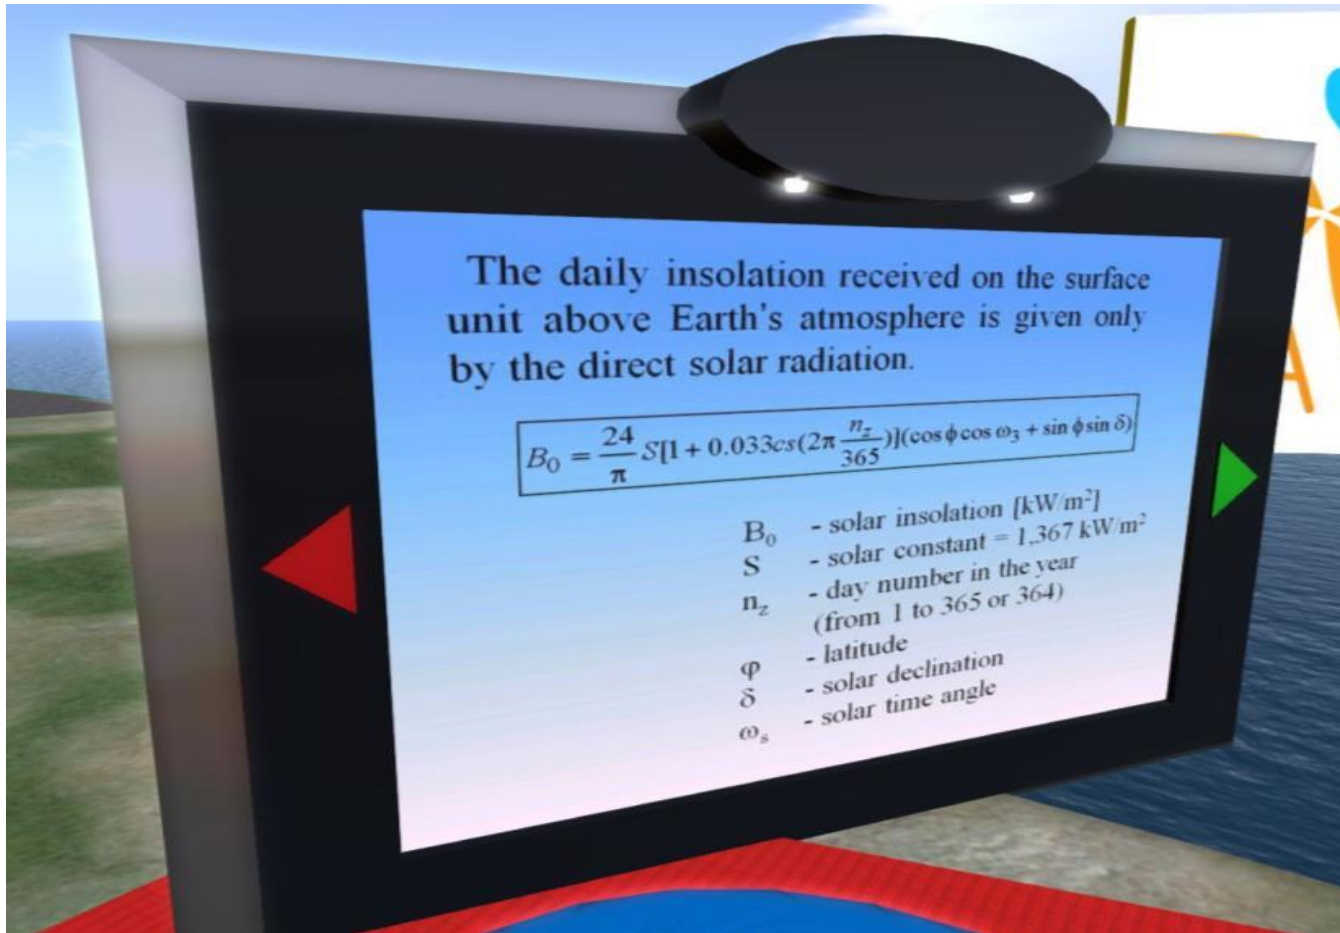 The daily insolation received on the surface
unit above Earth's atmosphere is given only
by the direct solar radiation.
B₀ = 24/π S[1 + 0.033cs(2π n_z/365)](cos ϕ cos ω₃ + sin ϕ sin δ)
B₀ - solar insolation [kW/m²]
S - solar constant = 1,367 kW/m²
n_z - day number in the year
(from 1 to 365 or 364)
φ - latitude
δ - solar declination
ω_s - solar time angle